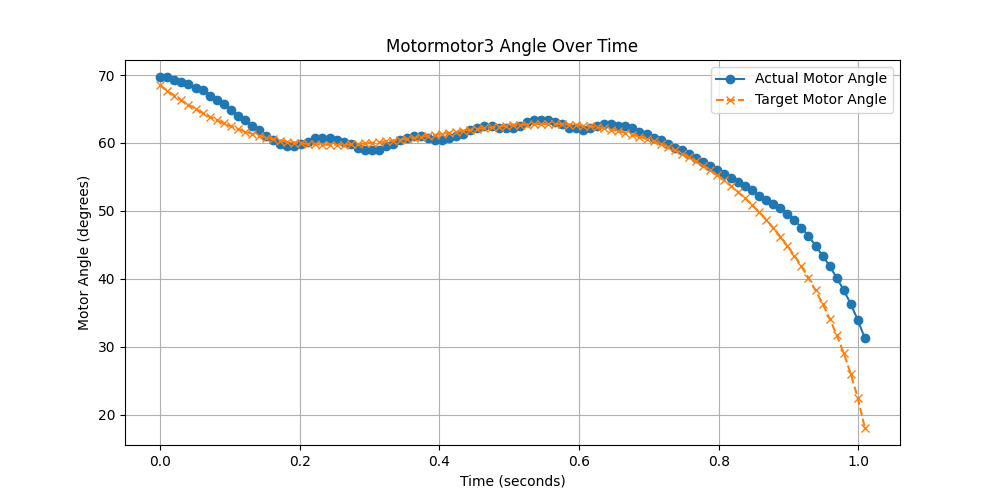 Motormotor3 Angle Over Time
Actual Motor Angle
Target Motor Angle
Motor Angle (degrees)
70
60
50
40
30
20
0.0 0.2 0.4 0.6 0.8 1.0
Time (seconds)